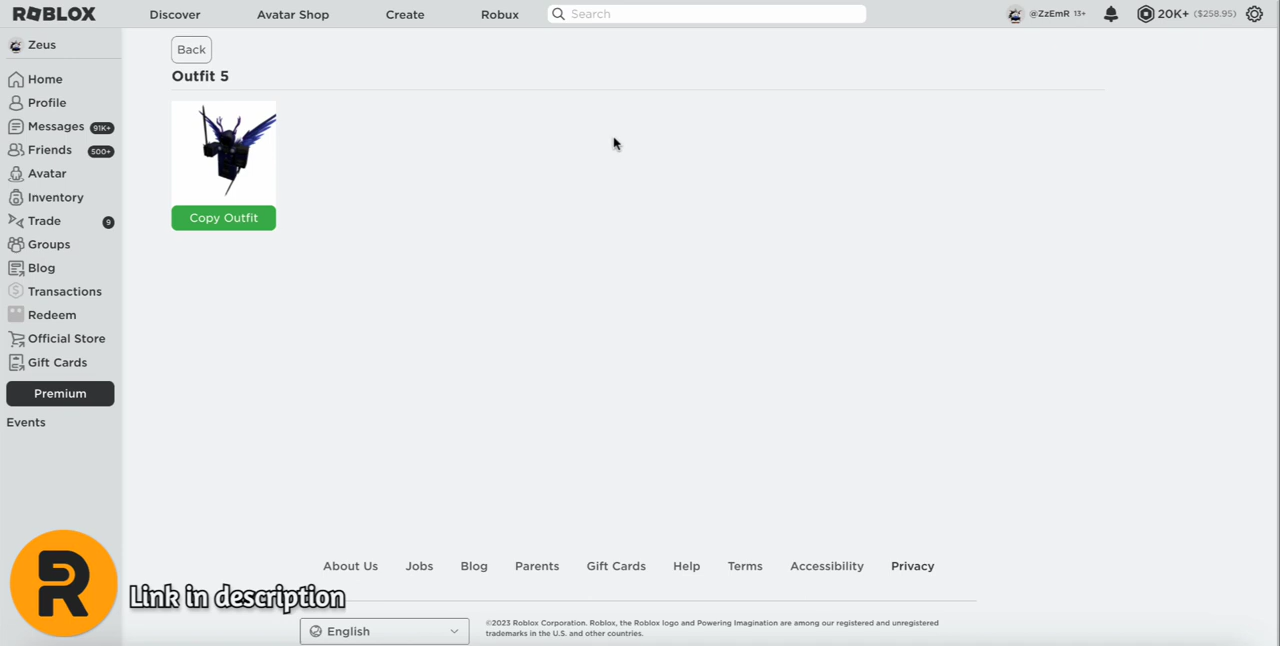 ROBLOX
Discover
Avatar Shop
Create
Robux
Search
@ZzEmR 13+
20K+ ($258.95)
Zeus
Home
Profile
Messages 91K+
Friends 500+
Avatar
Inventory
Trade 9
Groups
Blog
Transactions
Redeem
Official Store
Gift Cards
Premium
Events
Back
Outfit 5
Copy Outfit
R
Link in description
About Us
Jobs
Blog
Parents
Gift Cards
Help
Terms
Accessibility
Privacy
English
©2023 Roblox Corporation. Roblox, the Roblox logo and Powering Imagination are among our registered and unregistered
trademarks in the U.S. and other countries.